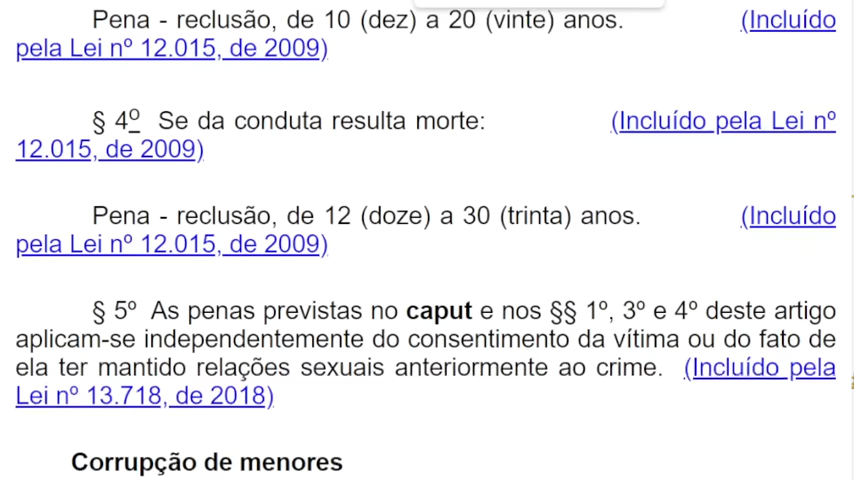 Pena - reclusão, de 10 (dez) a 20 (vinte) anos. (Incluído
pela Lei nº 12.015, de 2009)
§ 4º Se da conduta resulta morte: (Incluído pela Lei nº
12.015, de 2009)
Pena - reclusão, de 12 (doze) a 30 (trinta) anos. (Incluído
pela Lei nº 12.015, de 2009)
§ 5º As penas previstas no caput e nos §§ 1º, 3º e 4º deste artigo
aplicam-se independentemente do consentimento da vítima ou do fato de
ela ter mantido relações sexuais anteriormente ao crime. (Incluído pela
Lei nº 13.718, de 2018)
Corrupção de menores